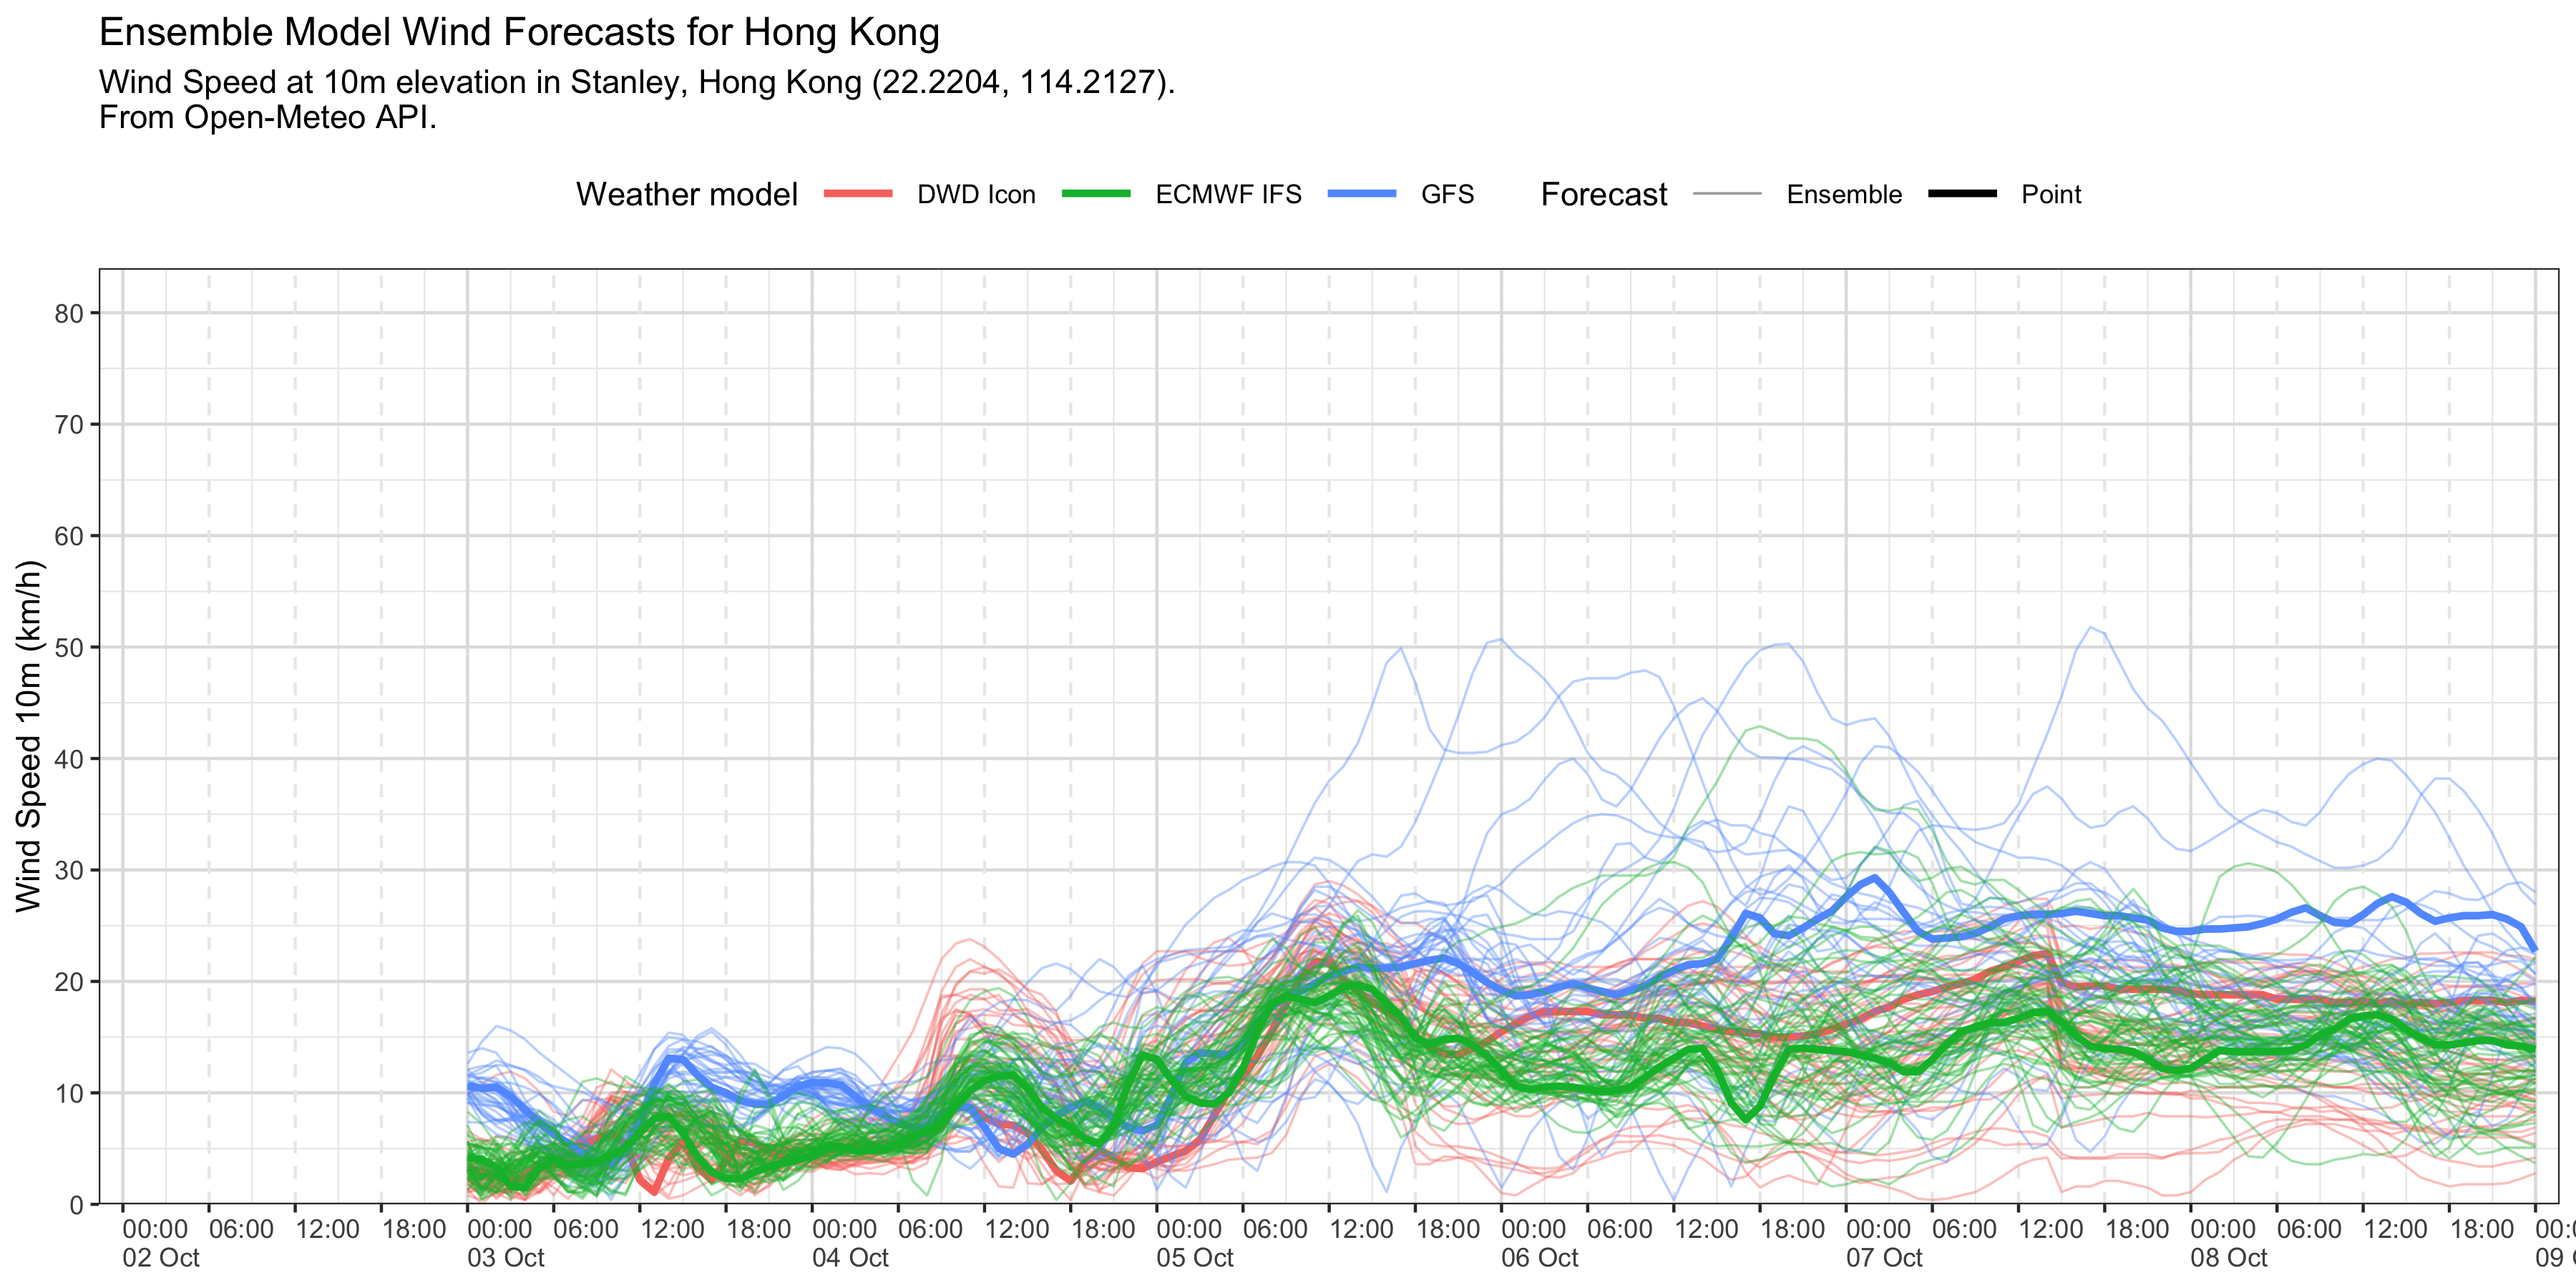 Ensemble Model Wind Forecasts for Hong Kong
Wind Speed at 10m elevation in Stanley, Hong Kong (22.2204, 114.2127).
From Open-Meteo API.
Weather model DWD Icon ECMWF IFS GFS Forecast Ensemble Point
Wind Speed 10m (km/h)
80
70
60
50
40
30
20
10
0
00:00 06:00 12:00 18:00 00:00 06:00 12:00 18:00 00:00 06:00 12:00 18:00 00:00 06:00 12:00 18:00 00:00 06:00 12:00 18:00 00:00 06:00 12:00 18:00 00:00 06:00 12:00 18:00
02 Oct 03 Oct 04 Oct 05 Oct 06 Oct 07 Oct 08 Oct 09